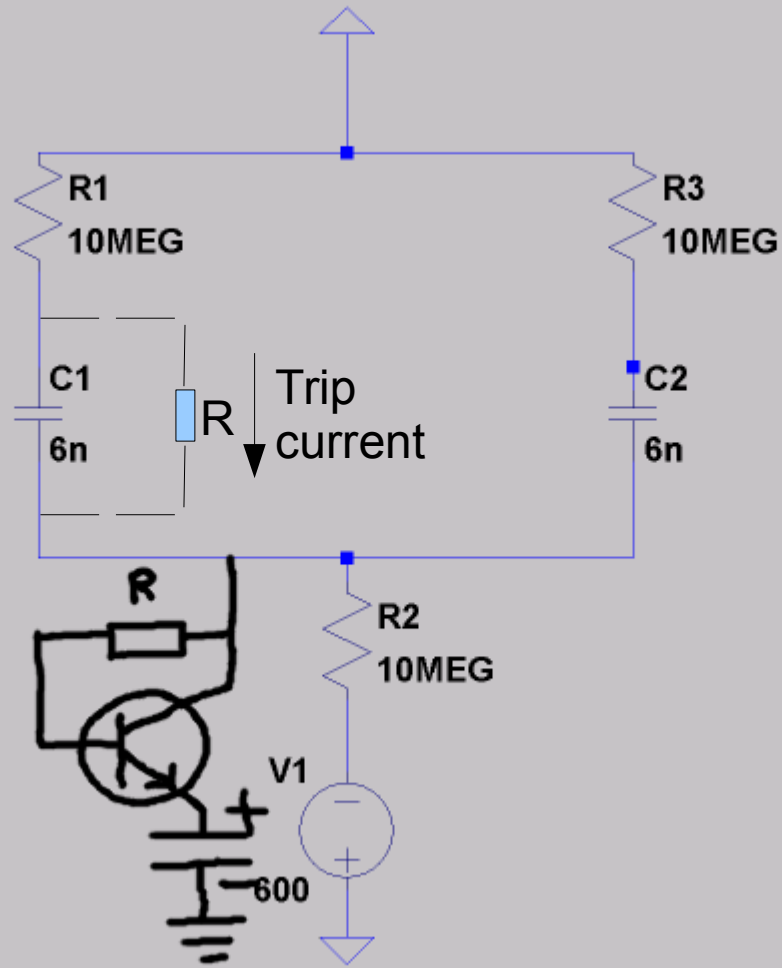 R1
10MEG
R3
10MEG
C1
6n
R
Trip
current
C2
6n
R
R2
10MEG
V1
+
−
+
−600